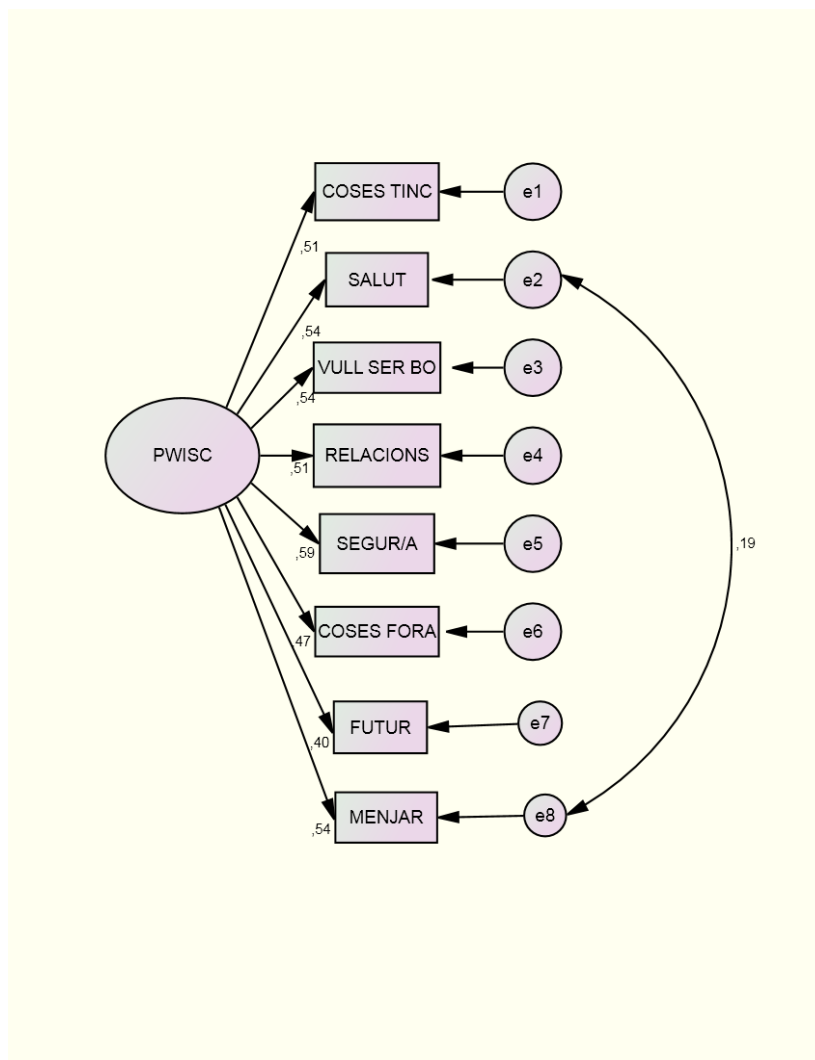 COSES TINC
e1
,51
SALUT
e2
,54
VULL SER BO
e3
,54
PWISC
RELACIONS
e4
,51
SEGUR/A
e5
,59
,19
COSES FORA
e6
47
FUTUR
e7
,40
MENJAR
e8
,54